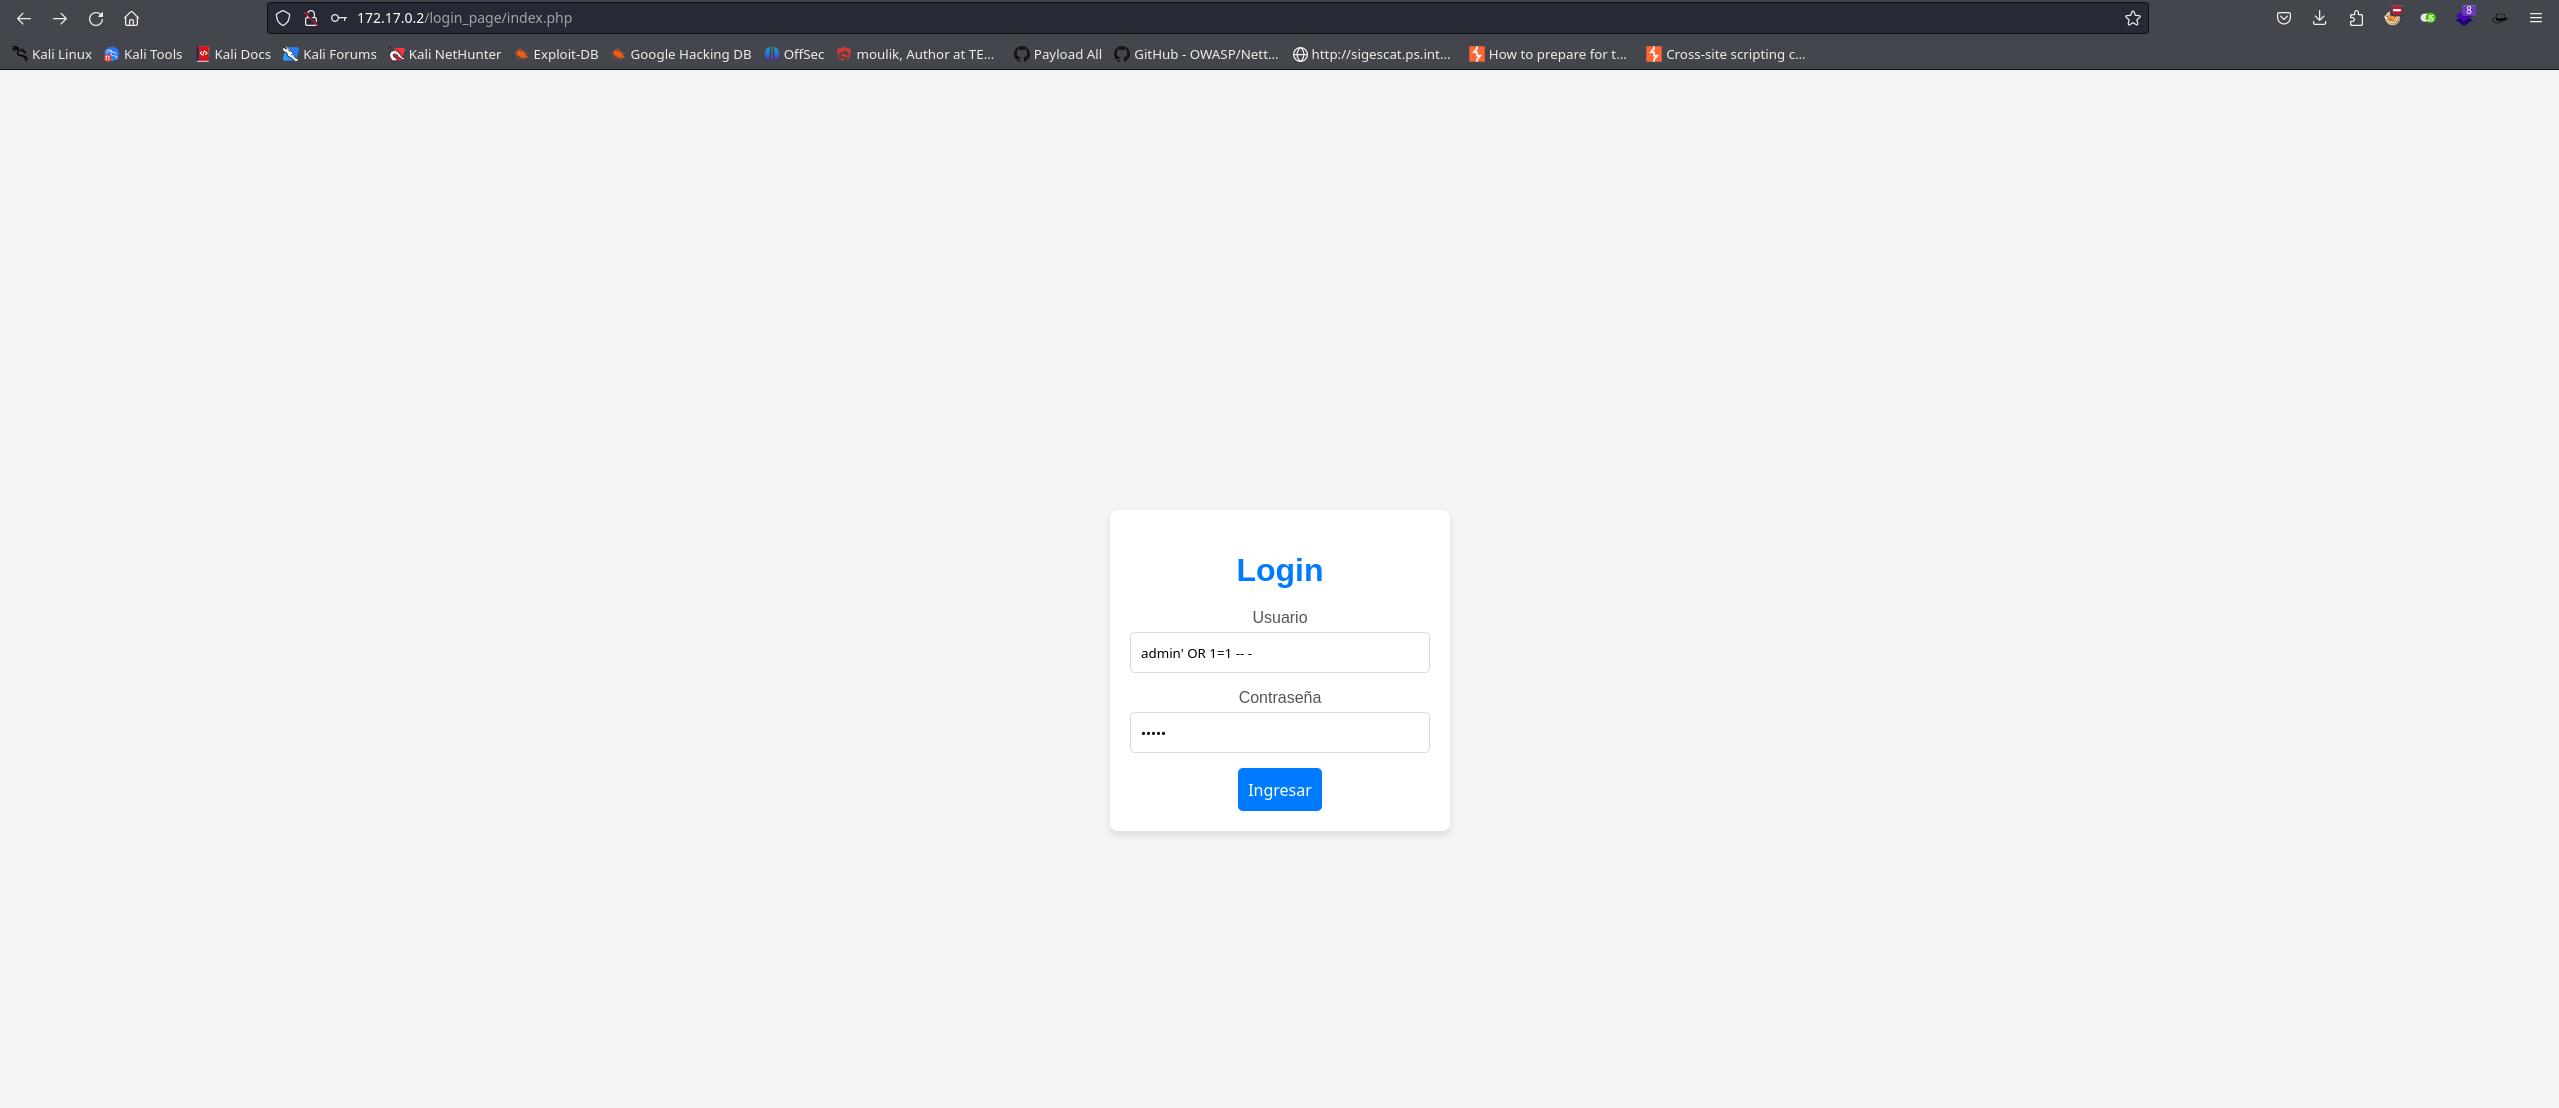 172.17.0.2/login_page/index.php
8
Kali Linux Kali Tools Kali Docs Kali Forums Kali NetHunter Exploit-DB Google Hacking DB OffSec moulik, Author at TE... Payload All GitHub - OWASP/Nett... http://sigescat.ps.int... How to prepare for t... Cross-site scripting c...
Login
Usuario
admin' OR 1=1 -- -
Contraseña
•••••
Ingresar